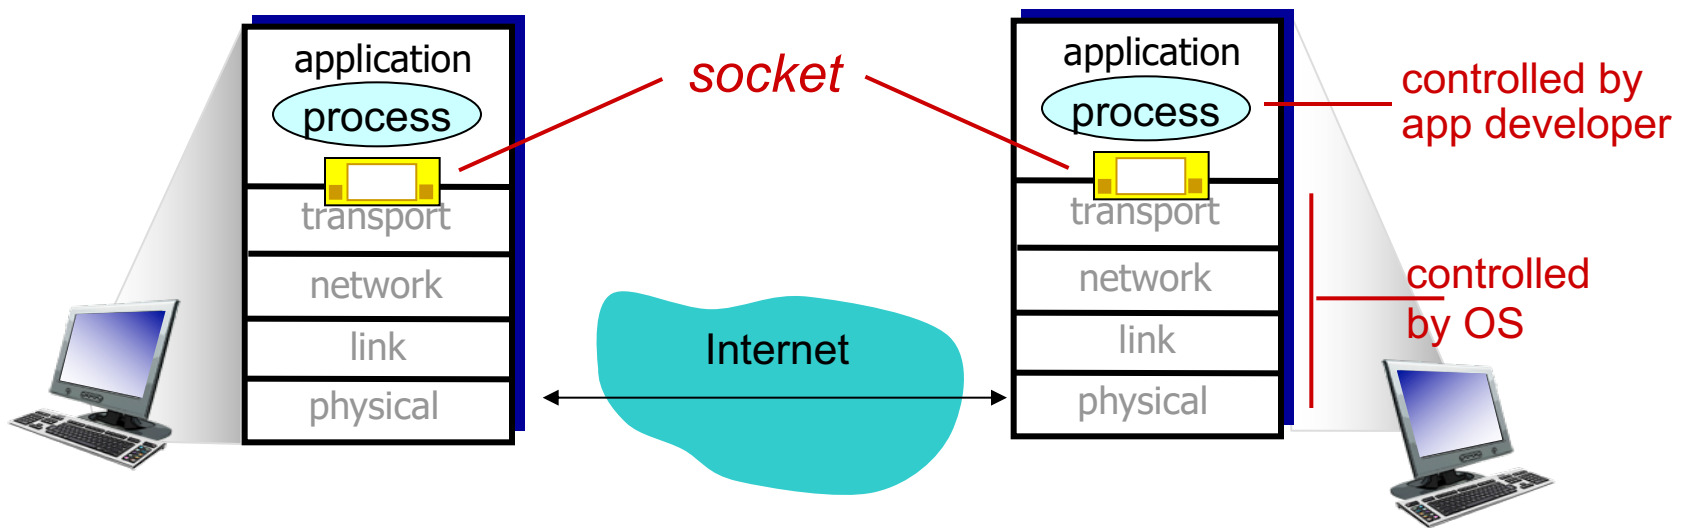 application
process
transport
network
link
physical
socket
Internet
application
process
transport
network
link
physical
controlled by
app developer
controlled
by OS